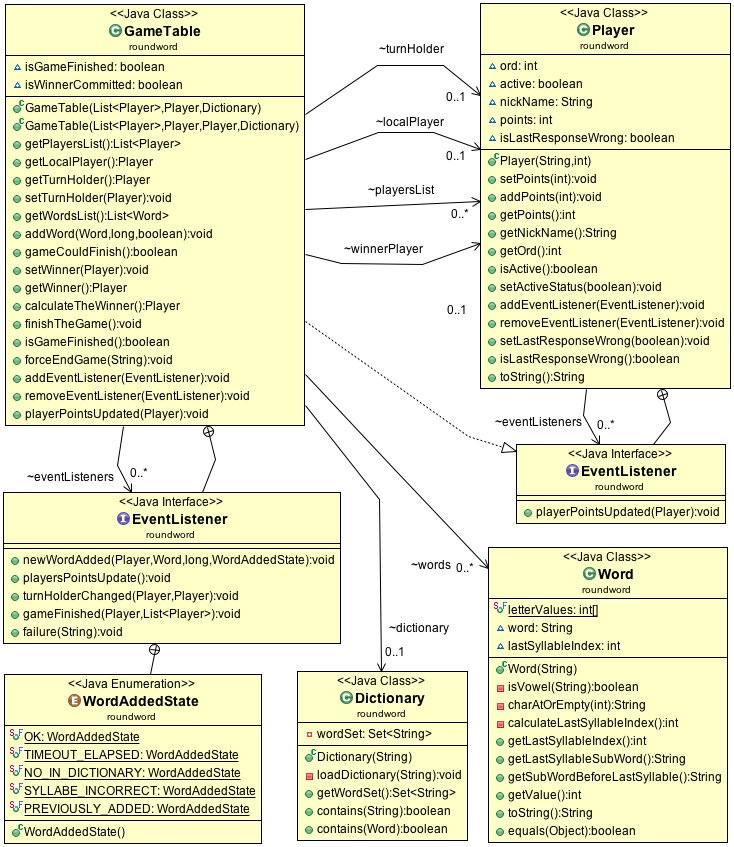 <<Java Class>>
GameTable
roundword
isGameFinished: boolean
isWinnerCommitted: boolean
GameTable(List<Player>,Player,Dictionary)
GameTable(List<Player>,Player,Player,Dictionary)
getPlayersList():List<Player>
getLocalPlayer():Player
getTurnHolder():Player
setTurnHolder(Player):void
getWordsList():List<Word>
addWord(Word,long,boolean):void
gameCouldFinish():boolean
setWinner(Player):void
getWinner():Player
calculateTheWinner():Player
finishTheGame():void
isGameFinished():boolean
forceEndGame(String):void
addEventListener(EventListener):void
removeEventListener(EventListener):void
playerPointsUpdated(Player):void
~turnHolder
0..1
~localPlayer
0..1
~playersList
0..*
~winnerPlayer
0..1
<<Java Class>>
Player
roundword
ord: int
active: boolean
nickName: String
points: int
isLastResponseWrong: boolean
Player(String,int)
setPoints(int):void
addPoints(int):void
getPoints():int
getNickName():String
getOrd():int
isActive():boolean
setActiveStatus(boolean):void
addEventListener(EventListener):void
removeEventListener(EventListener):void
setLastResponseWrong(boolean):void
isLastResponseWrong():boolean
toString():String
~eventListeners
0..*
<<Java Interface>>
EventListener
roundword
playerPointsUpdated(Player):void
~eventListeners
0..*
<<Java Interface>>
EventListener
roundword
newWordAdded(Player,Word,long,WordAddedState):void
playersPointsUpdate():void
turnHolderChanged(Player,Player):void
gameFinished(Player,List<Player>):void
failure(String):void
<<Java Enumeration>>
WordAddedState
roundword
OK: WordAddedState
TIMEOUT_ELAPSED: WordAddedState
NO_IN_DICTIONARY: WordAddedState
SYLLABE_INCORRECT: WordAddedState
PREVIOUSLY_ADDED: WordAddedState
WordAddedState()
~dictionary
0..1
<<Java Class>>
Dictionary
roundword
wordSet: Set<String>
Dictionary(String)
loadDictionary(String):void
getWordSet():Set<String>
contains(String):boolean
contains(Word):boolean
~words
0..*
<<Java Class>>
Word
roundword
letterValues: int[]
word: String
lastSyllableIndex: int
Word(String)
isVowel(String):boolean
charAtOrEmpty(int):String
calculateLastSyllableIndex():int
getLastSyllableIndex():int
getLastSyllableSubWord():String
getSubWordBeforeLastSyllable():String
getValue():int
toString():String
equals(Object):boolean